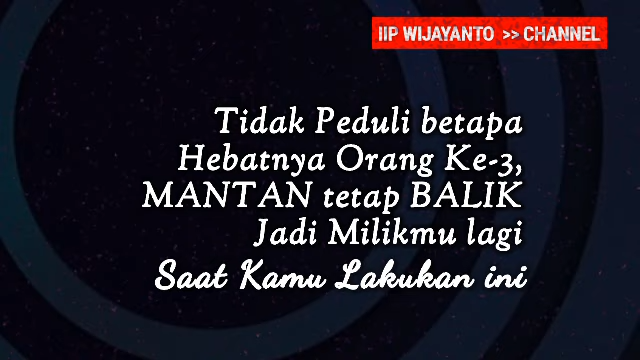 IIP WIJAYANTO >> CHANNEL
Tidak Peduli betapa
Hebatnya Orang Ke-3,
MANTAN tetap BALIK
Jadi Milikmu lagi
Saat Kamu Lakukan ini